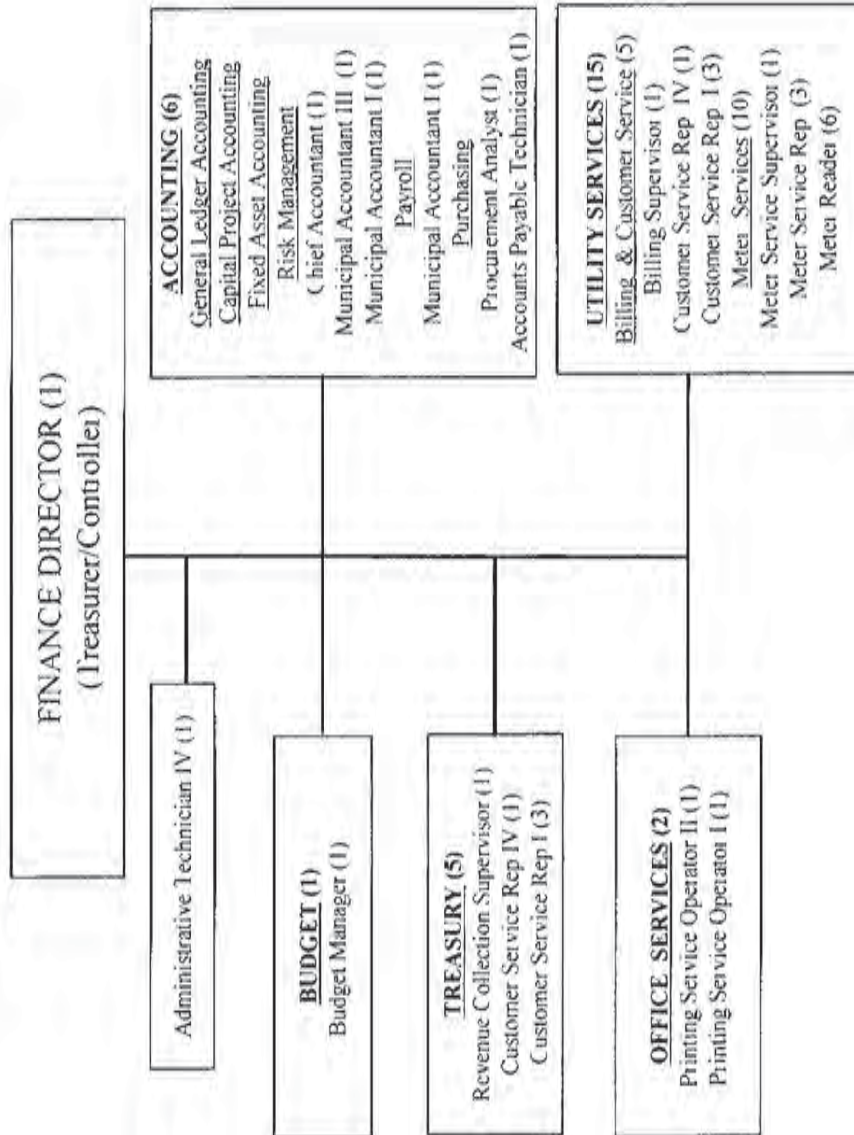 FINANCE DIRECTOR (1)
(Treasurer/Controller)
Administrative Technician IV (1)
BUDGET (1)
Budget Manager (1)
TREASURY (5)
Revenue Collection Supervisor (1)
Customer Service Rep IV (1)
Customer Service Rep I (3)
OFFICE SERVICES (2)
Printing Service Operator II (1)
Printing Service Operator I (1)
ACCOUNTING (6)
General Ledger Accounting
Capital Project Accounting
Fixed Asset Accounting
Risk Management
Chief Accountant (1)
Municipal Accountant III (1)
Municipal Accountant I (1)
Payroll
Municipal Accountant I (1)
Purchasing
Procurement Analyst (1)
Accounts Payable Technician (1)
UTILITY SERVICES (15)
Billing & Customer Service (5)
Billing Supervisor (1)
Customer Service Rep IV (1)
Customer Service Rep I (3)
Meter Services (10)
Meter Service Supervisor (1)
Meter Service Rep (3)
Meter Reader (6)